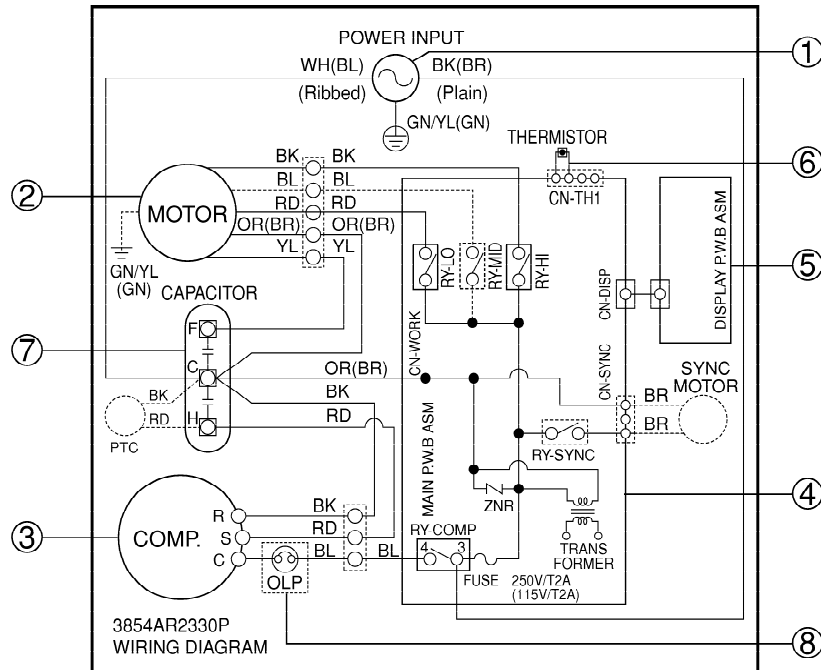 POWER INPUT
①
WH(BL)
BK(BR)
(Ribbed)
(Plain)
GN/YL(GN)
THERMISTOR
⑥
CN-TH1
②
MOTOR
BK
BK
BL
BL
RD
RD
OR(BR)
OR(BR)
YL
YL
GN/YL
(GN)
RY-LO
RY-MID
RY-HI
CN-DISP
DISPLAY P.W.B ASM
⑤
CAPACITOR
⑦
F
C
H
BK
RD
PTC
OR(BR)
BK
RD
CN-WORK
CN-SYNC
SYNC
MOTOR
BR
BR
RY-SYNC
MAIN P.W.B ASM
ZNR
④
TRANS
FORMER
③
COMP.
R
S
C
BK
RD
BL
BL
OLP
RY-COMP
4
3
FUSE
250V/T2A
(115V/T2A)
3854AR2330P
WIRING DIAGRAM
⑧